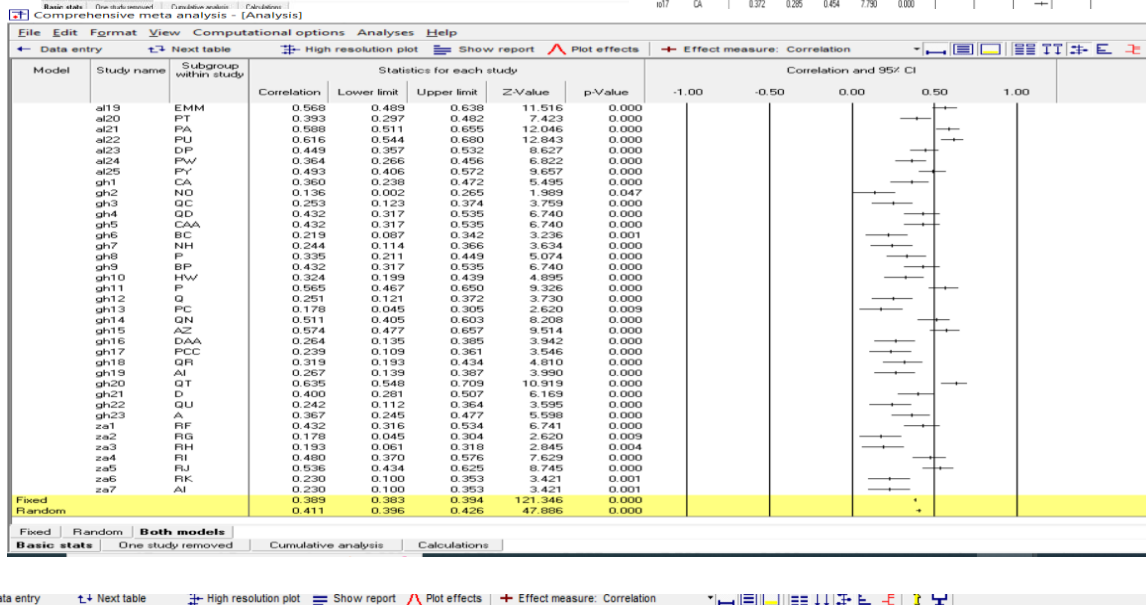 Basic stats One study removed Cumulative analysis Calculations
ro17 CA 0.372 0.285 0.454 7.790 0.000
Comprehensive meta analysis - [Analysis]
File Edit Format View Computational options Analyses Help
Data entry Next table High resolution plot Show report Plot effects Effect measure: Correlation
Model Study name Subgroup within study Statistics for each study Correlation and 95% CI
Correlation Lower limit Upper limit Z-Value p-Value -1.00 -0.50 0.00 0.50 1.00
al19 EMM 0.568 0.489 0.638 11.516 0.000
al20 PT 0.393 0.297 0.482 7.423 0.000
al21 PA 0.588 0.511 0.655 12.046 0.000
al22 PU 0.616 0.544 0.680 12.843 0.000
al23 DP 0.449 0.357 0.532 8.627 0.000
al24 PW 0.364 0.266 0.456 6.822 0.000
al25 PY 0.493 0.406 0.572 9.657 0.000
gh1 CA 0.360 0.238 0.472 5.495 0.000
gh2 NO 0.136 0.002 0.265 1.989 0.047
gh3 QC 0.253 0.123 0.374 3.759 0.000
gh4 QD 0.432 0.317 0.535 6.740 0.000
gh5 CAA 0.432 0.317 0.535 6.740 0.000
gh6 BC 0.219 0.087 0.342 3.236 0.001
gh7 NH 0.244 0.114 0.366 3.634 0.000
gh8 P 0.335 0.211 0.449 5.074 0.000
gh9 BP 0.432 0.317 0.535 6.740 0.000
gh10 HW 0.324 0.199 0.439 4.895 0.000
gh11 P 0.565 0.467 0.650 9.326 0.000
gh12 Q 0.251 0.121 0.372 3.730 0.000
gh13 PC 0.178 0.045 0.305 2.620 0.009
gh14 QN 0.511 0.405 0.603 8.208 0.000
gh15 AZ 0.574 0.477 0.657 9.514 0.000
gh16 DAA 0.264 0.135 0.385 3.942 0.000
gh17 PCC 0.239 0.109 0.361 3.546 0.000
gh18 QR 0.319 0.193 0.434 4.810 0.000
gh19 AI 0.267 0.139 0.387 3.990 0.000
gh20 QT 0.635 0.548 0.709 10.919 0.000
gh21 D 0.400 0.281 0.507 6.169 0.000
gh22 QU 0.242 0.112 0.364 3.595 0.000
gh23 A 0.367 0.245 0.477 5.598 0.000
za1 RF 0.432 0.316 0.534 6.741 0.000
za2 RG 0.178 0.045 0.304 2.620 0.009
za3 RH 0.193 0.061 0.318 2.845 0.004
za4 RI 0.480 0.370 0.576 7.629 0.000
za5 RJ 0.536 0.434 0.625 8.745 0.000
za6 RK 0.230 0.100 0.353 3.421 0.001
za7 AI 0.230 0.100 0.353 3.421 0.001
Fixed 0.389 0.383 0.394 121.346 0.000
Random 0.411 0.396 0.426 47.886 0.000
Fixed Random Both models
Basic stats One study removed Cumulative analysis Calculations
ata entry Next table High resolution plot Show report Plot effects Effect measure: Correlation